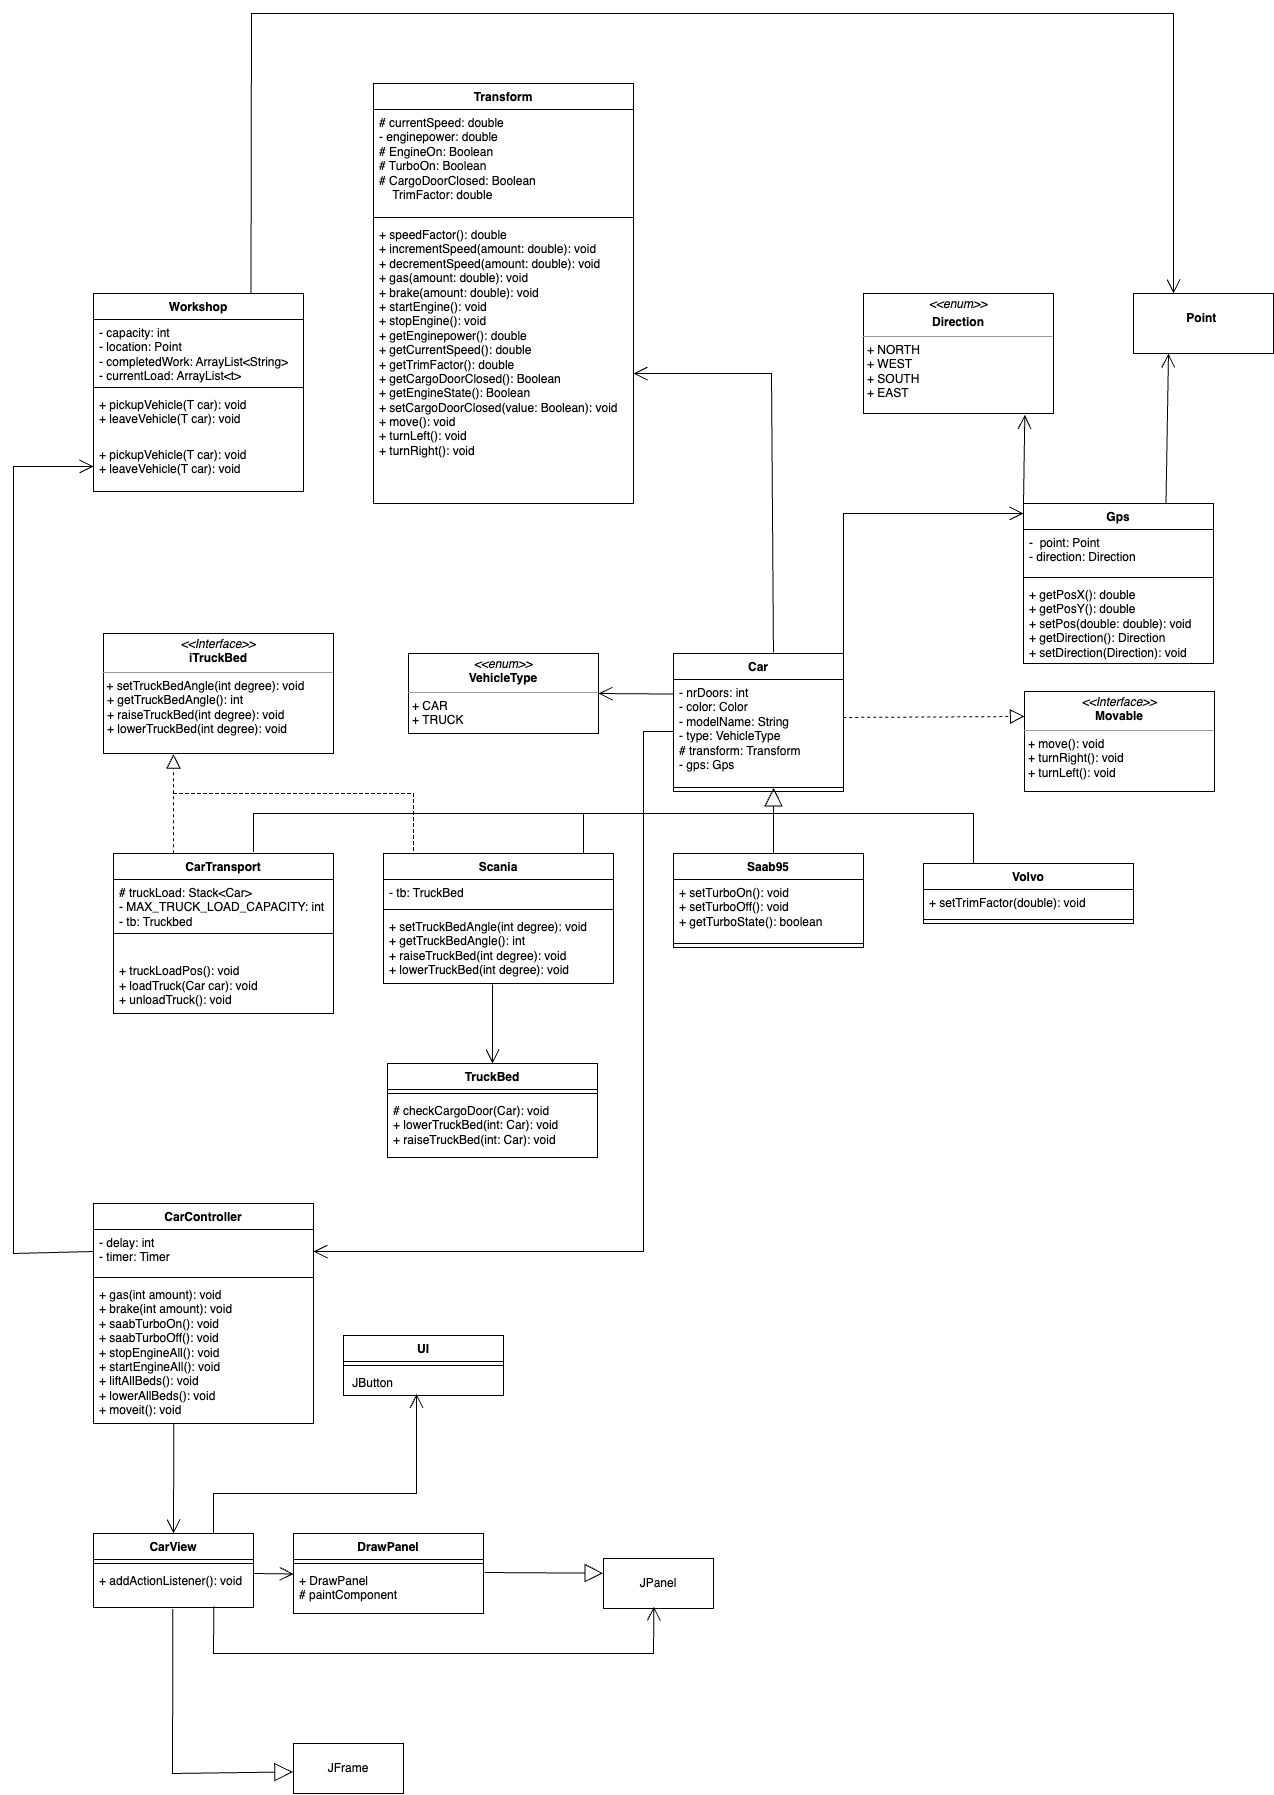 Transform
# currentSpeed: double
- enginepower: double
# EngineOn: Boolean
# TurboOn: Boolean
# CargoDoorClosed: Boolean
TrimFactor: double
+ speedFactor(): double
+ incrementSpeed(amount: double): void
+ decrementSpeed(amount: double): void
+ gas(amount: double): void
+ brake(amount: double): void
+ startEngine(): void
+ stopEngine(): void
+ getEnginepower(): double
+ getCurrentSpeed(): double
+ getTrimFactor(): double
+ getCargoDoorClosed(): Boolean
+ getEngineState(): Boolean
+ setCargoDoorClosed(value: Boolean): void
+ move(): void
+ turnLeft(): void
+ turnRight(): void
Workshop
- capacity: int
- location: Point
- completedWork: ArrayList<String>
- currentLoad: ArrayList<t>
+ pickupVehicle(T car): void
+ leaveVehicle(T car): void
+ pickupVehicle(T car): void
+ leaveVehicle(T car): void
<<enum>>
Direction
+ NORTH
+ WEST
+ SOUTH
+ EAST
Point
Gps
- point: Point
- direction: Direction
+ getPosX(): double
+ getPosY(): double
+ setPos(double: double): void
+ getDirection(): Direction
+ setDirection(Direction): void
<<Interface>>
iTruckBed
+ setTruckBedAngle(int degree): void
+ getTruckBedAngle(): int
+ raiseTruckBed(int degree): void
+ lowerTruckBed(int degree): void
<<enum>>
VehicleType
+ CAR
+ TRUCK
Car
- nrDoors: int
- color: Color
- modelName: String
- type: VehicleType
# transform: Transform
- gps: Gps
<<Interface>>
Movable
+ move(): void
+ turnRight(): void
+ turnLeft(): void
CarTransport
# truckLoad: Stack<Car>
- MAX_TRUCK_LOAD_CAPACITY: int
- tb: Truckbed
+ truckLoadPos(): void
+ loadTruck(Car car): void
+ unloadTruck(): void
Scania
- tb: TruckBed
+ setTruckBedAngle(int degree): void
+ getTruckBedAngle(): int
+ raiseTruckBed(int degree): void
+ lowerTruckBed(int degree): void
Saab95
+ setTurboOn(): void
+ setTurboOff(): void
+ getTurboState(): boolean
Volvo
+ setTrimFactor(double): void
TruckBed
# checkCargoDoor(Car): void
+ lowerTruckBed(int: Car): void
+ raiseTruckBed(int: Car): void
CarController
- delay: int
- timer: Timer
+ gas(int amount): void
+ brake(int amount): void
+ saabTurboOn(): void
+ saabTurboOff(): void
+ stopEngineAll(): void
+ startEngineAll(): void
+ liftAllBeds(): void
+ lowerAllBeds(): void
+ moveit(): void
UI
JButton
CarView
+ addActionListener(): void
DrawPanel
+ DrawPanel
# paintComponent
JPanel
JFrame